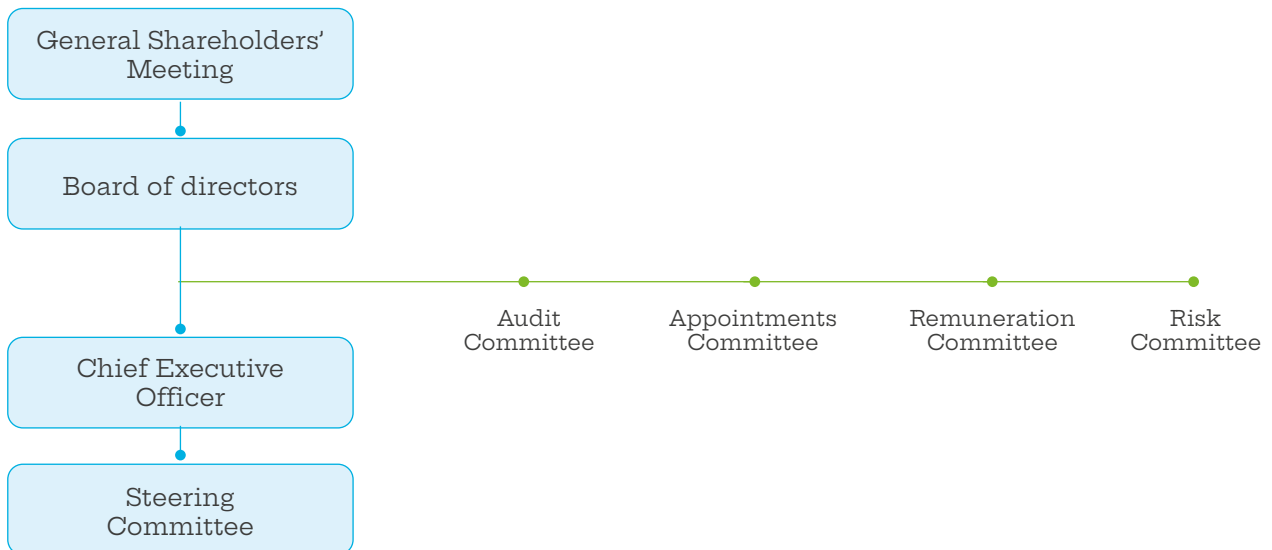 General Shareholders'
Meeting
Board of directors
Audit
Committee
Appointments
Committee
Remuneration
Committee
Risk
Committee
Chief Executive
Officer
Steering
Committee